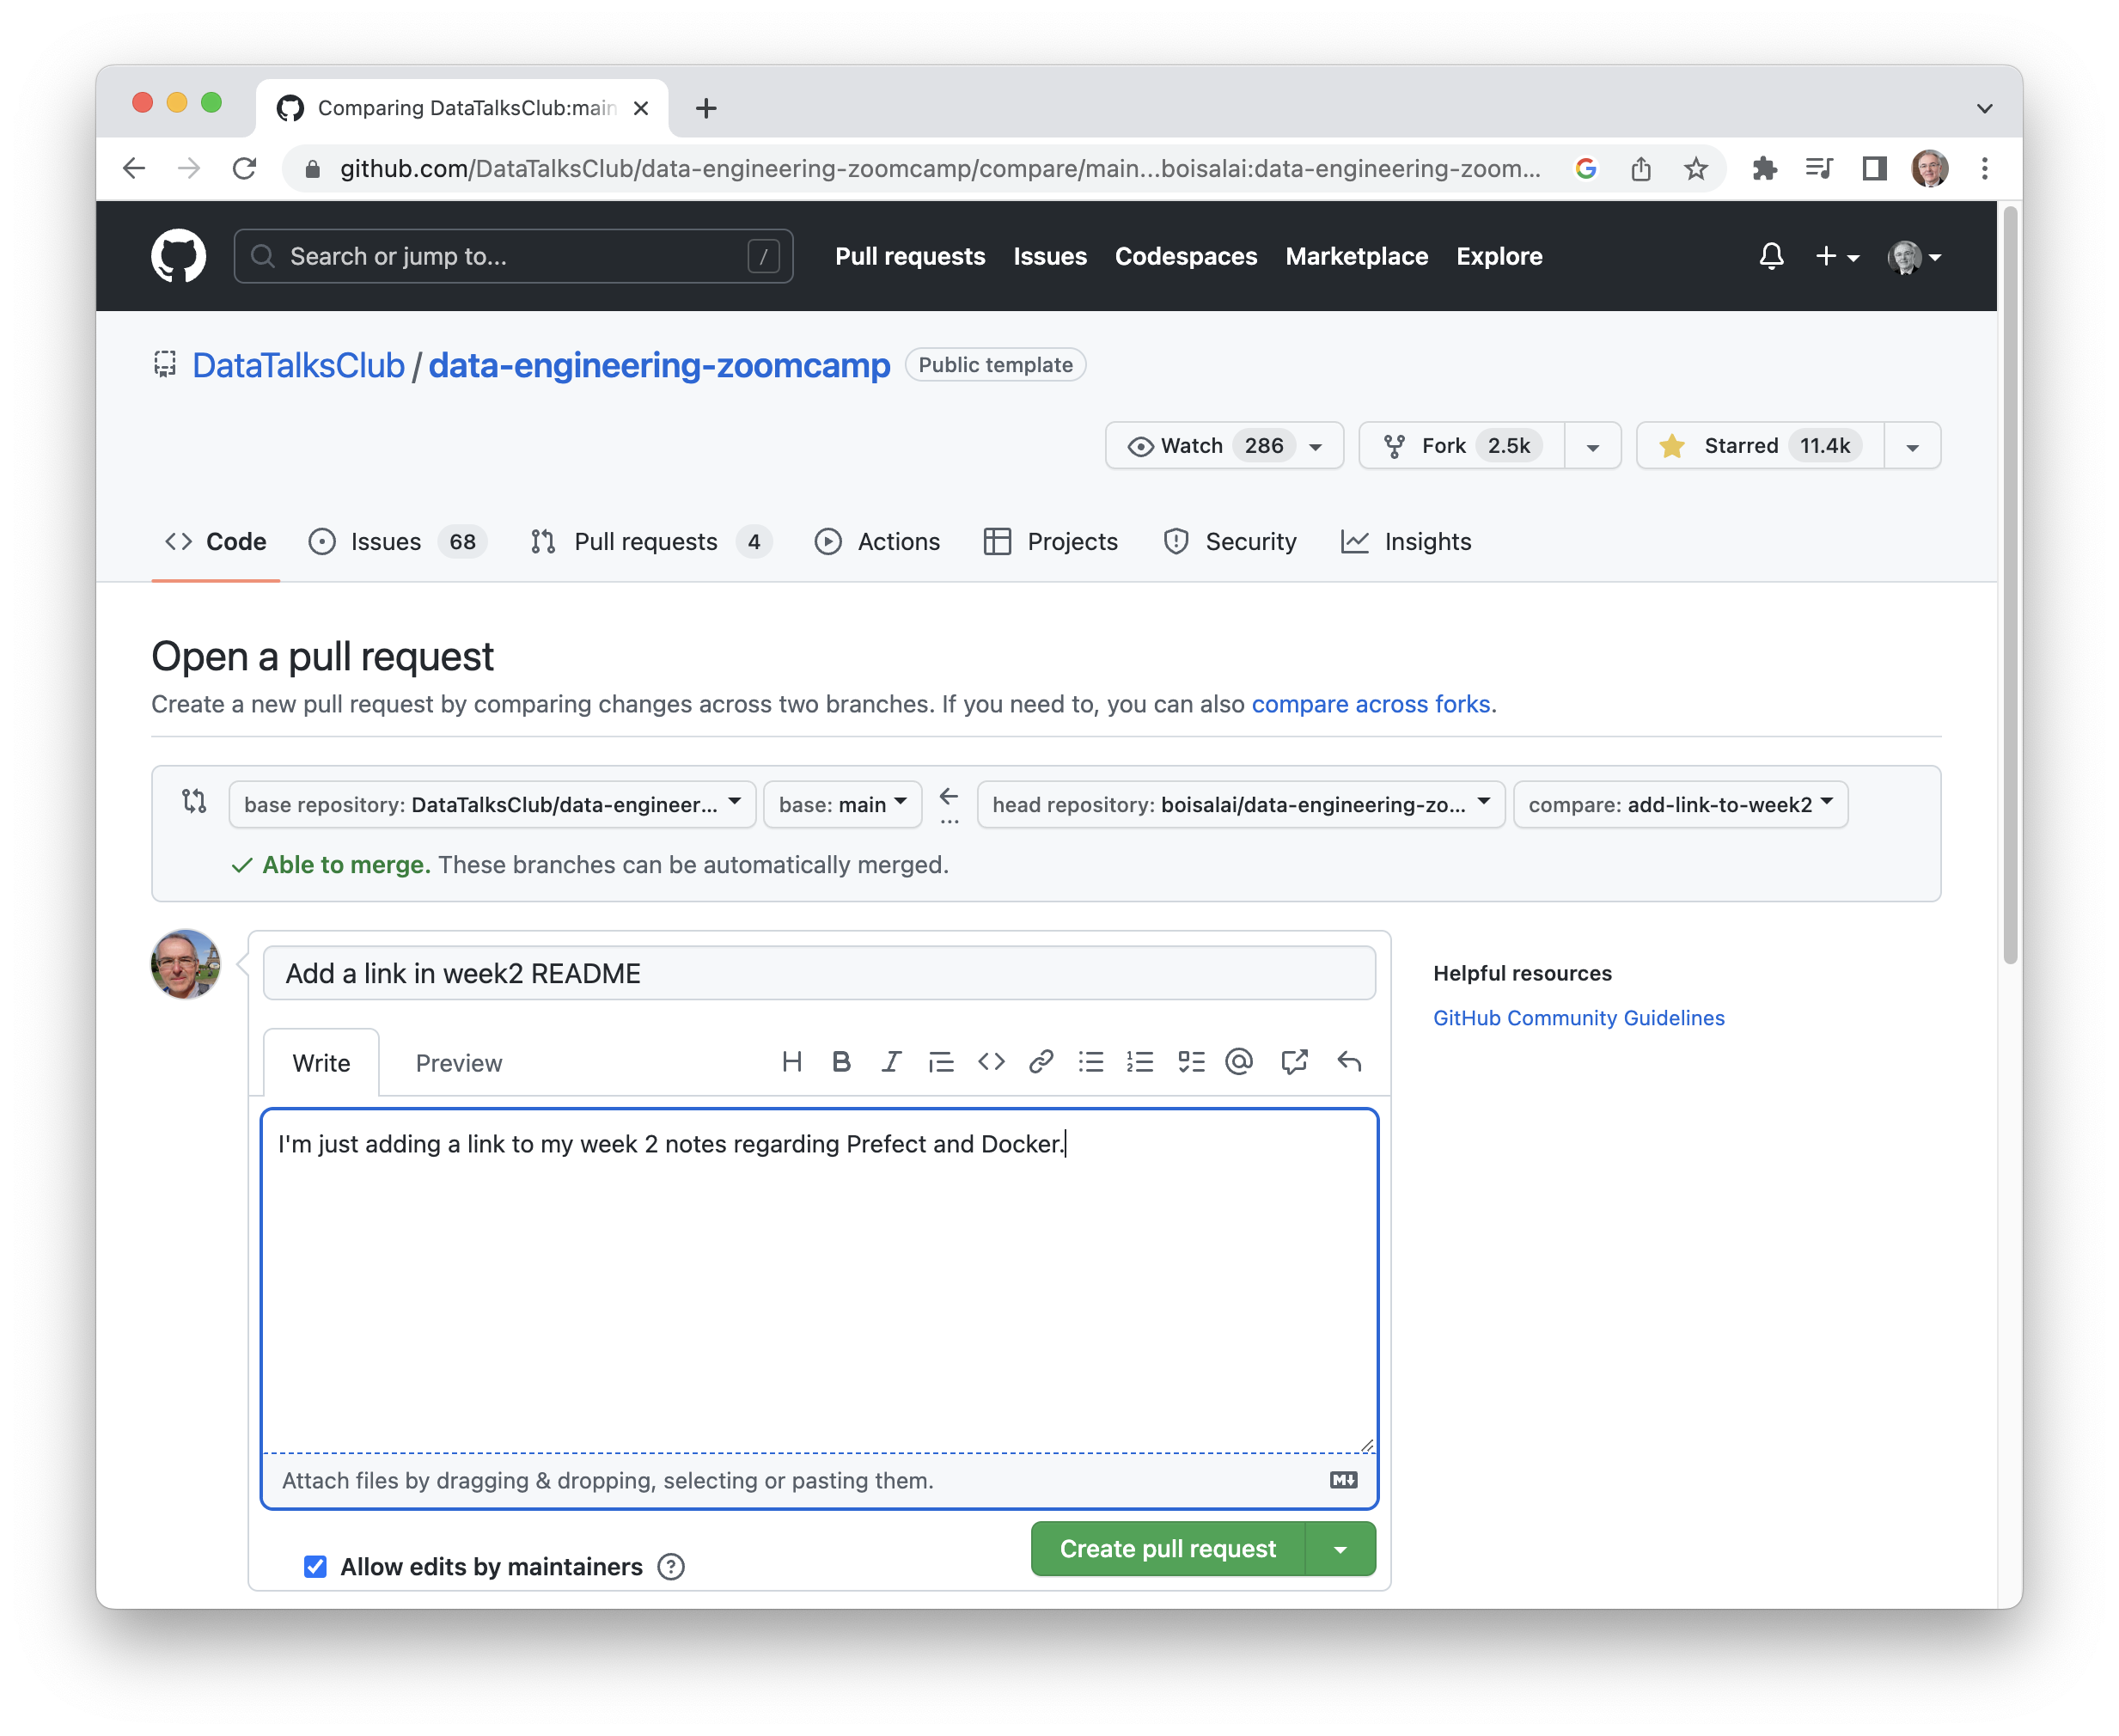 Comparing DataTalksClub:main
github.com/DataTalksClub/data-engineering-zoomcamp/compare/main...boisalai:data-engineering-zoom...
Search or jump to... /
Pull requests Issues Codespaces Marketplace Explore
DataTalksClub / data-engineering-zoomcamp Public template
Watch 286 Fork 2.5k Starred 11.4k
Code Issues 68 Pull requests 4 Actions Projects Security Insights
Open a pull request
Create a new pull request by comparing changes across two branches. If you need to, you can also compare across forks.
base repository: DataTalksClub/data-engineer... base: main ... head repository: boisalai/data-engineering-zo... compare: add-link-to-week2
Able to merge. These branches can be automatically merged.
Add a link in week2 README
Helpful resources
GitHub Community Guidelines
Write Preview
I'm just adding a link to my week 2 notes regarding Prefect and Docker.
Attach files by dragging & dropping, selecting or pasting them.
Allow edits by maintainers
Create pull request